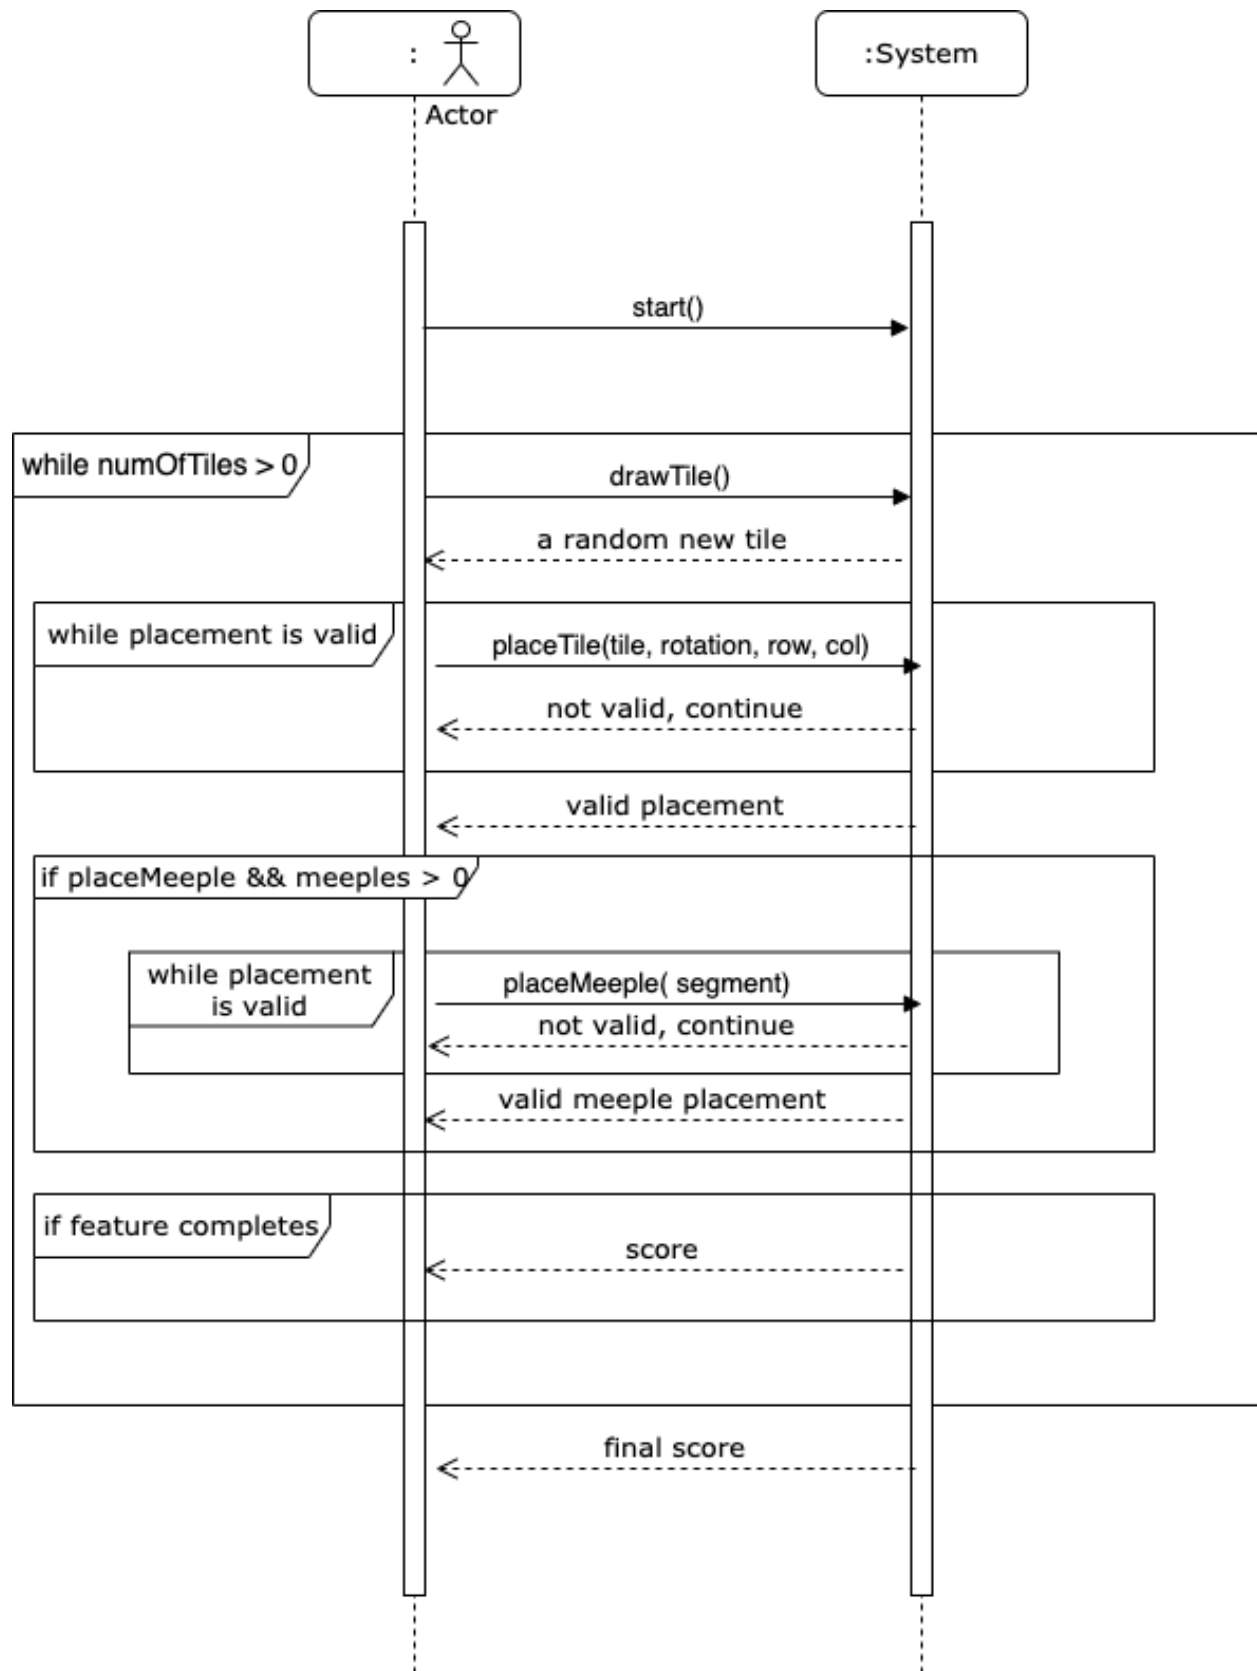 :
:System
Actor
start()
while numOfTiles > 0
drawTile()
a random new tile
while placement is valid
placeTile(tile, rotation, row, col)
not valid, continue
valid placement
if placeMeeple && meeples > 0
while placement
is valid
placeMeeple( segment)
not valid, continue
valid meeple placement
if feature completes
score
final score